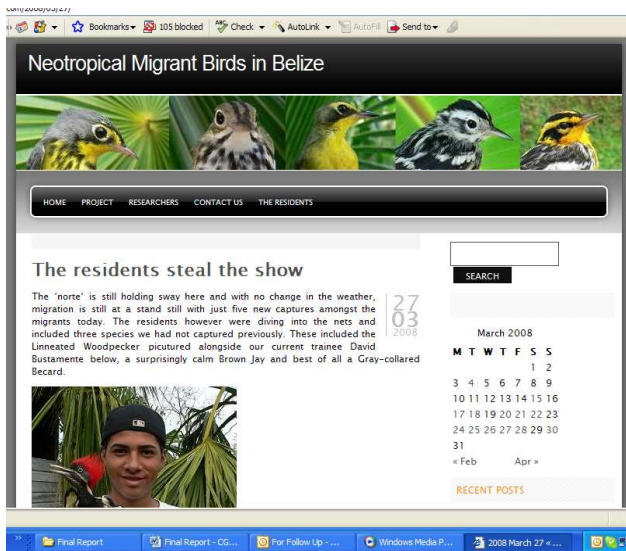 com/2008/03/27/
Bookmarks 105 blocked Check AutoLink AutoFill Send to
Neotropical Migrant Birds in Belize
HOME PROJECT RESEARCHERS CONTACT US THE RESIDENTS
SEARCH
The residents steal the show
27
03
2008
The 'norte' is still holding sway here and with no change in the weather,
migration is still at a stand still with just five new captures amongst the
migrants today. The residents however were diving into the nets and
included three species we had not captured previously. These included the
Linneated Woodpecker picutured alongside our current trainee David
Bustamente below, a surprisingly calm Brown Jay and best of all a Gray-collared
Becard.
March 2008
M T W T F S S
1 2
3 4 5 6 7 8 9
10 11 12 13 14 15 16
17 18 19 20 21 22 23
24 25 26 27 28 29 30
31
« Feb Apr »
RECENT POSTS
Final Report Final Report - CG... For Follow Up - ... Windows Media P... 2008 March 27 « ...